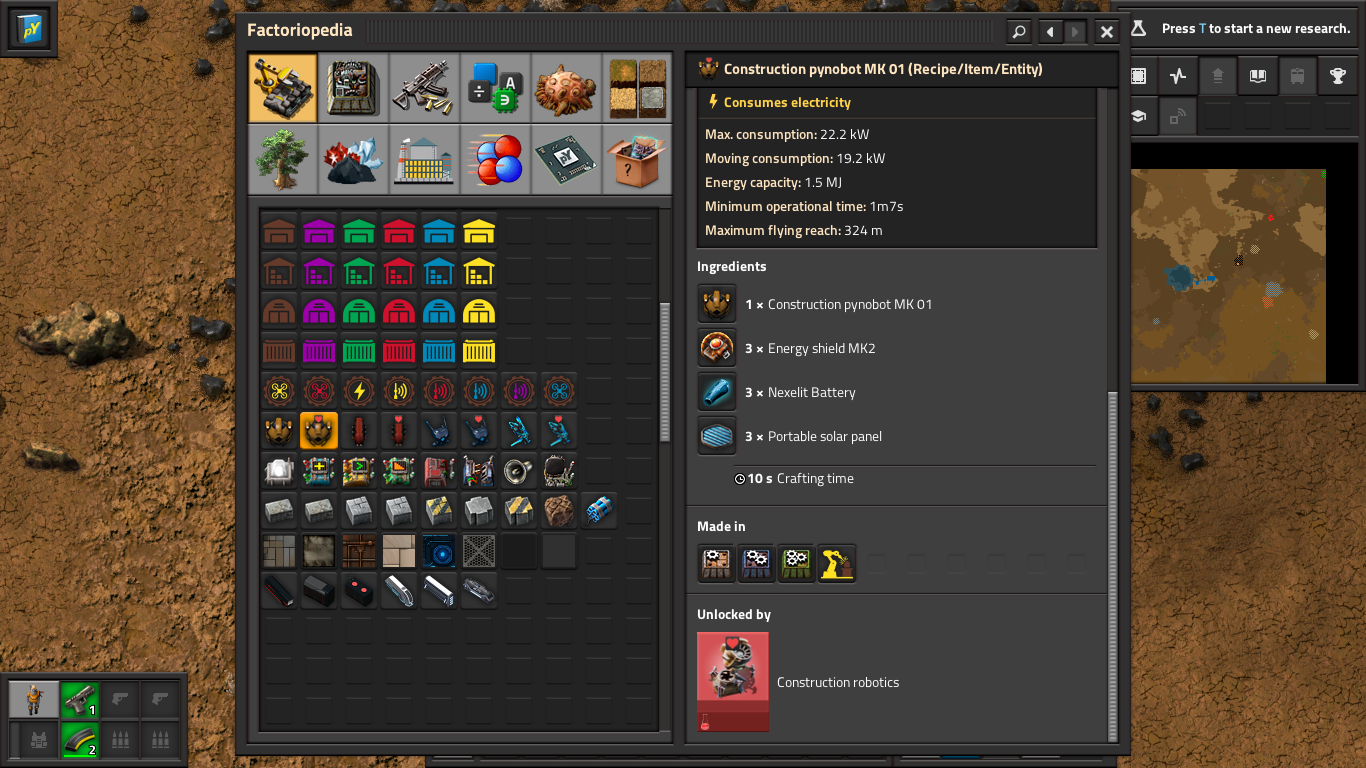 Factoriopedia
Press T to start a new research.
pY
A
pY
?
Construction pynobot MK 01 (Recipe/Item/Entity)
Consumes electricity
Max. consumption: 22.2 kW
Moving consumption: 19.2 kW
Energy capacity: 1.5 MJ
Minimum operational time: 1m7s
Maximum flying reach: 324 m
Ingredients
1 × Construction pynobot MK 01
3 × Energy shield MK2
3 × Nexelit Battery
3 × Portable solar panel
10 s Crafting time
Made in
Unlocked by
Construction robotics
1
2